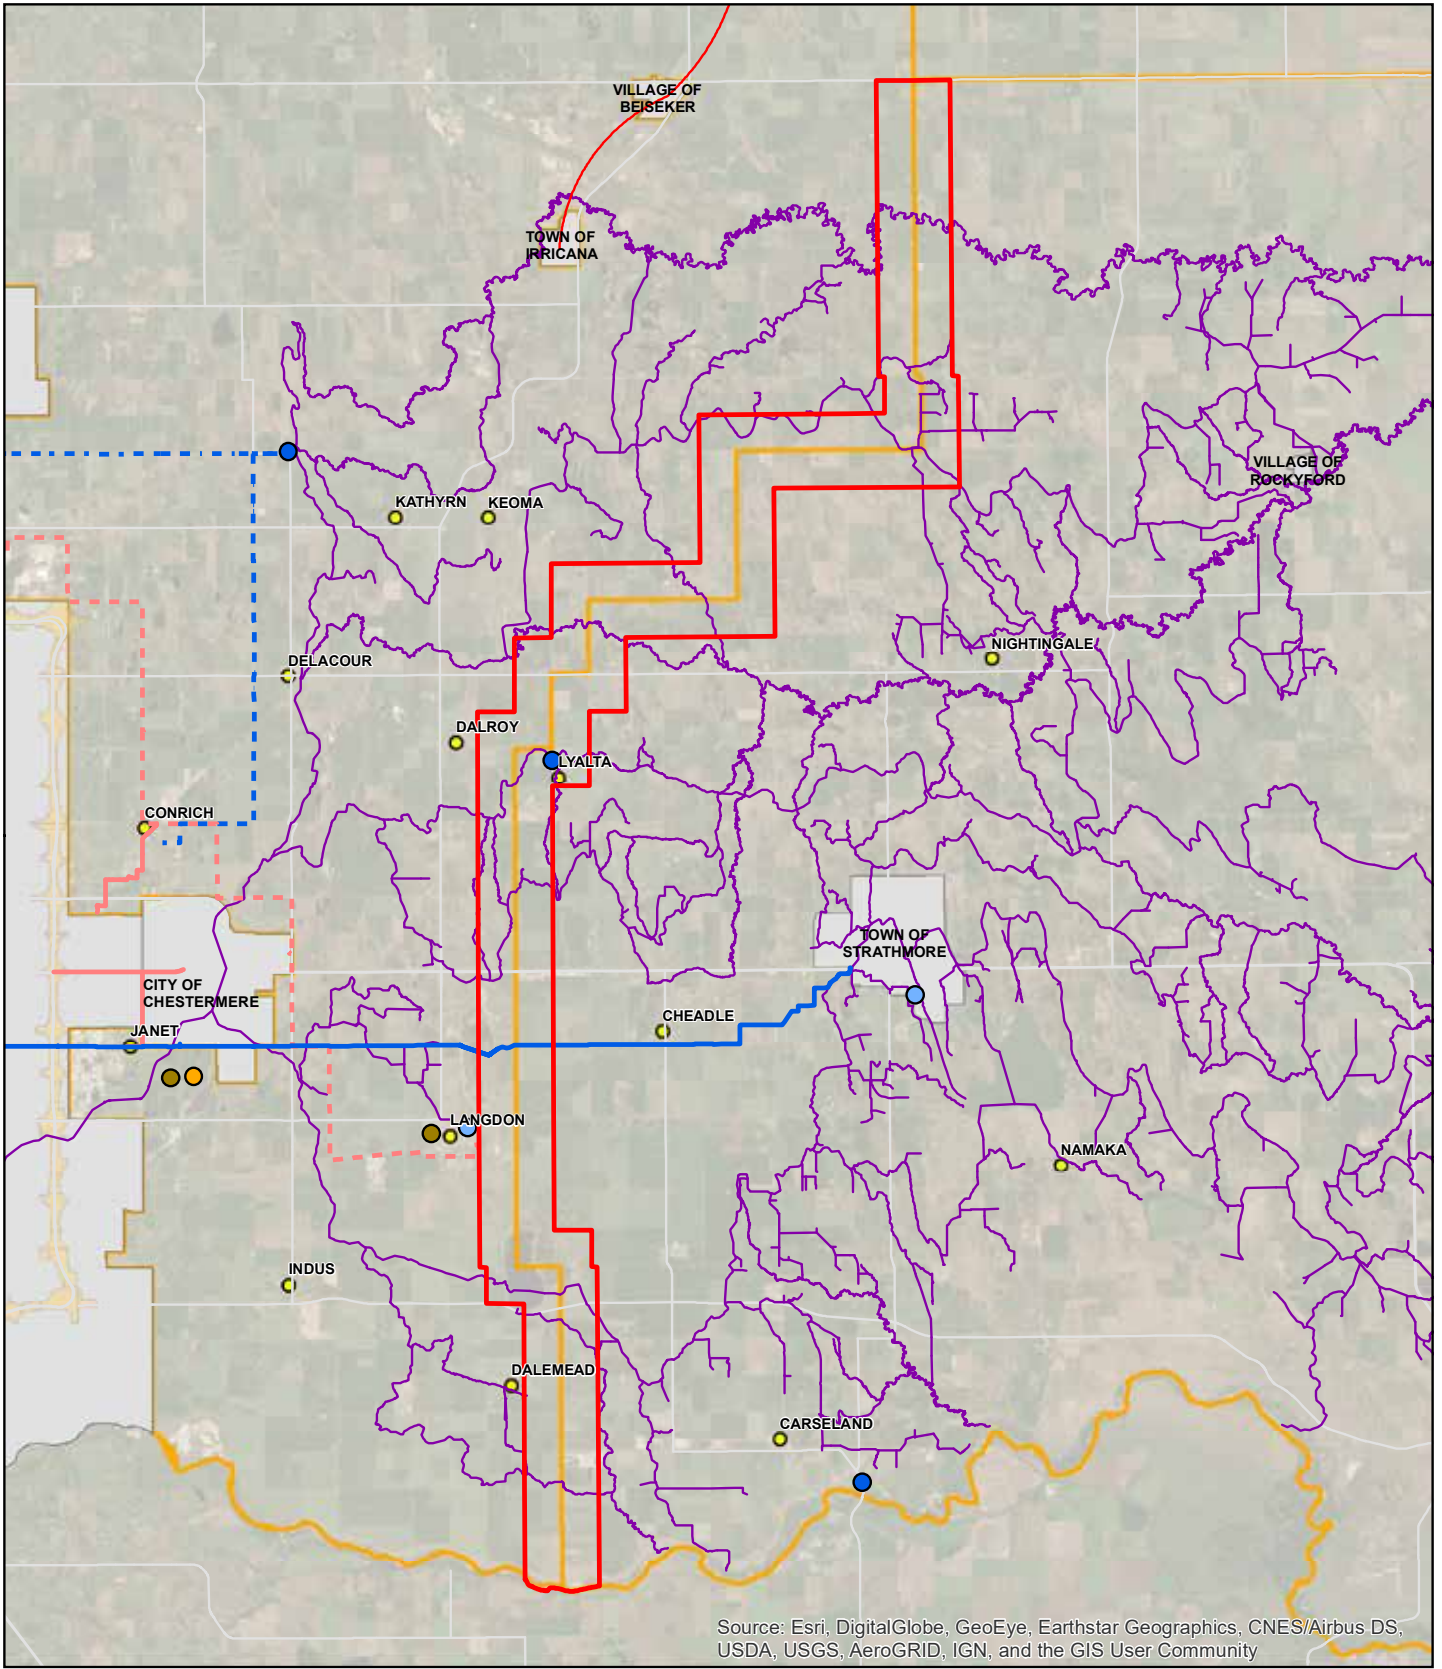 VILLAGE OF
BEISEKER
TOWN OF
IRRICANA
VILLAGE OF
ROCKYFORD
KATHYRN
KEOMA
NIGHTINGALE
DELACOUR
DALROY
LYALTA
CONRICH
TOWN OF
STRATHMORE
CITY OF
CHESTERMERE
CHEADLE
JANET
LANGDON
NAMAKA
INDUS
DALEMEAD
CARSELAND
Source: Esri, DigitalGlobe, GeoEye, Earthstar Geographics, CNES/Airbus DS,
USDA, USGS, AeroGRID, IGN, and the GIS User Community